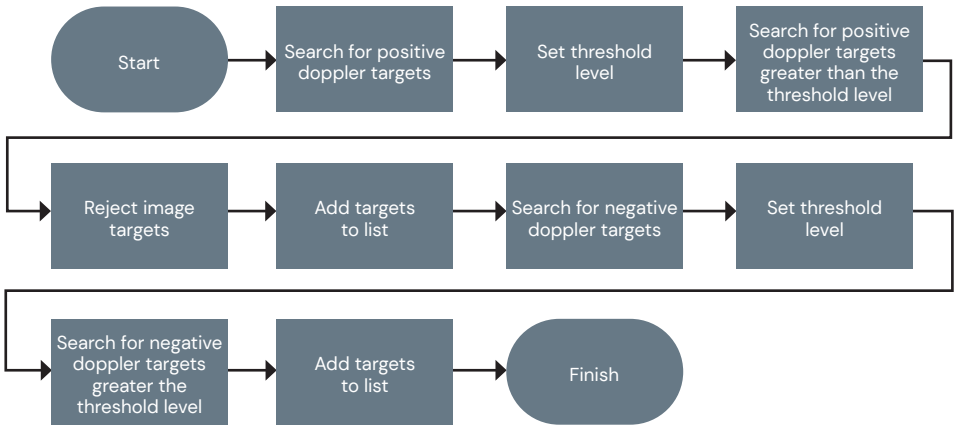 Start
Search for positive
doppler targets
Set threshold
level
Search for positive
doppler targets
greater than the
threshold level
Reject image
targets
Add targets
to list
Search for negative
doppler targets
Set threshold
level
Search for negative
doppler targets
greater the
threshold level
Add targets
to list
Finish